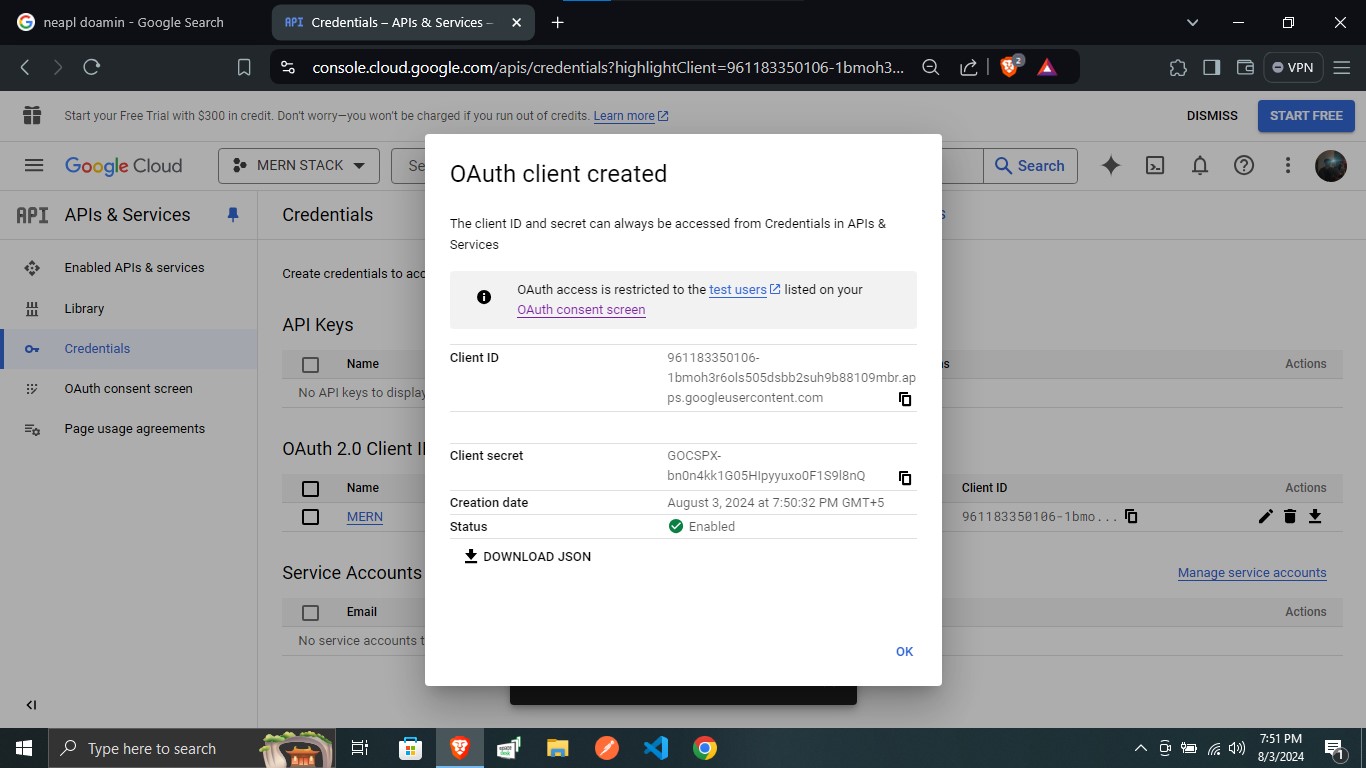 neapl doamin - Google Search
API Credentials – APIs & Services –
console.cloud.google.com/apis/credentials?highlightClient=961183350106-1bmoh3...
2
VPN
Start your Free Trial with $300 in credit. Don't worry—you won't be charged if you run out of credits. Learn more
DISMISS
START FREE
Google Cloud
MERN STACK
Se
Search
API APIs & Services
Credentials
s
Enabled APIs & services
Library
Credentials
OAuth consent screen
Page usage agreements
Create credentials to acc
API Keys
Name
ns
Actions
No API keys to display
OAuth 2.0 Client I
Name
Client ID
Actions
MERN
961183350106-1bmo...
Service Accounts
Manage service accounts
Email
Actions
No service accounts t
OAuth client created
The client ID and secret can always be accessed from Credentials in APIs &
Services
OAuth access is restricted to the test users listed on your
OAuth consent screen
Client ID
961183350106-
1bmoh3r6ols505dsbb2suh9b88109mbr.ap
ps.googleusercontent.com
Client secret
GOCSPX-
bn0n4kk1G05HIpyyuxo0F1S9l8nQ
Creation date
August 3, 2024 at 7:50:32 PM GMT+5
Status
Enabled
DOWNLOAD JSON
OK
Type here to search
7:51 PM
8/3/2024
1